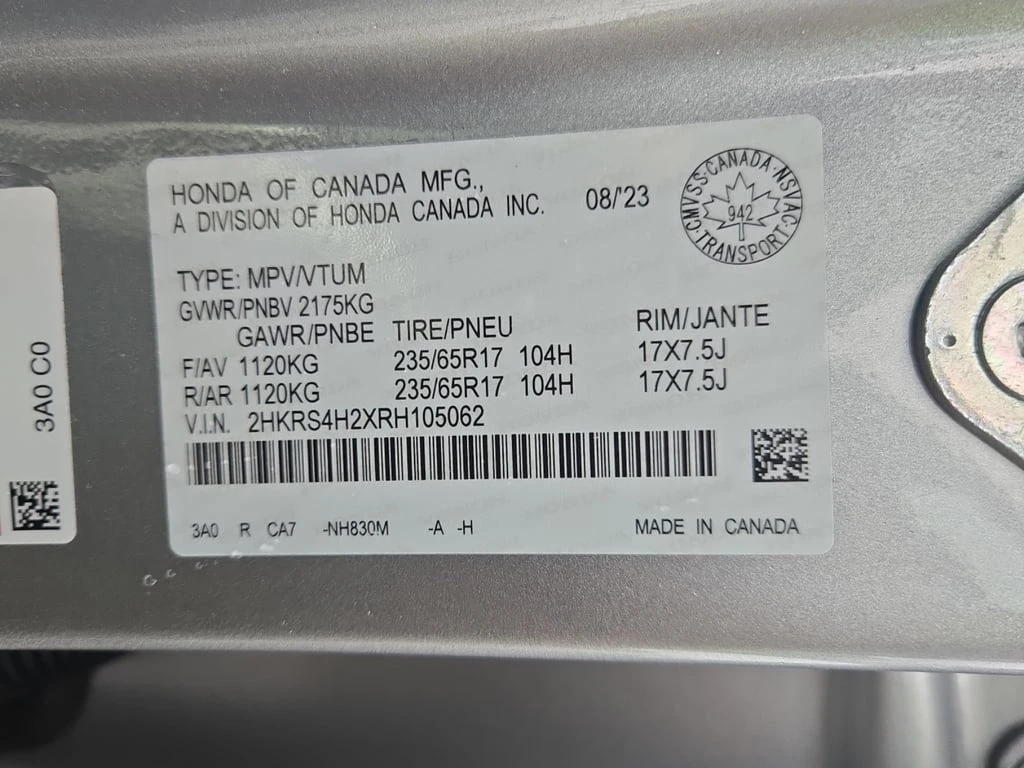 HONDA OF CANADA MFG.,
A DIVISION OF HONDA CANADA INC. 08/'23
CMVSS · CANADA · NSVAC · TRANSPORT ·
942
TYPE: MPV/VTUM
GVWR/PNBV 2175KG
GAWR/PNBE TIRE/PNEU RIM/JANTE
F/AV 1120KG 235/65R17 104H 17X7.5J
R/AR 1120KG 235/65R17 104H 17X7.5J
V.I.N. 2HKRS4H2XRH105062
3A0 R CA7 -NH830M -A -H MADE IN CANADA
3A0 C0